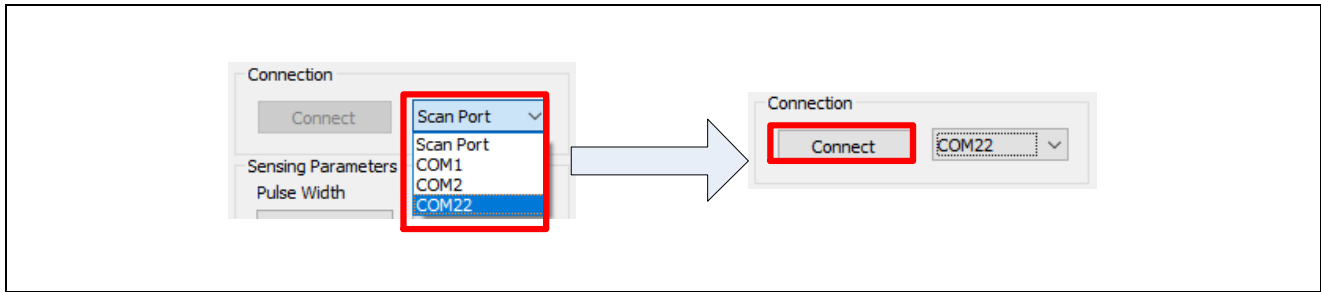 Connection
Connect
Scan Port
Scan Port
COM1
COM2
COM22
Sensing Parameters
Pulse Width
Connection
Connect
COM22